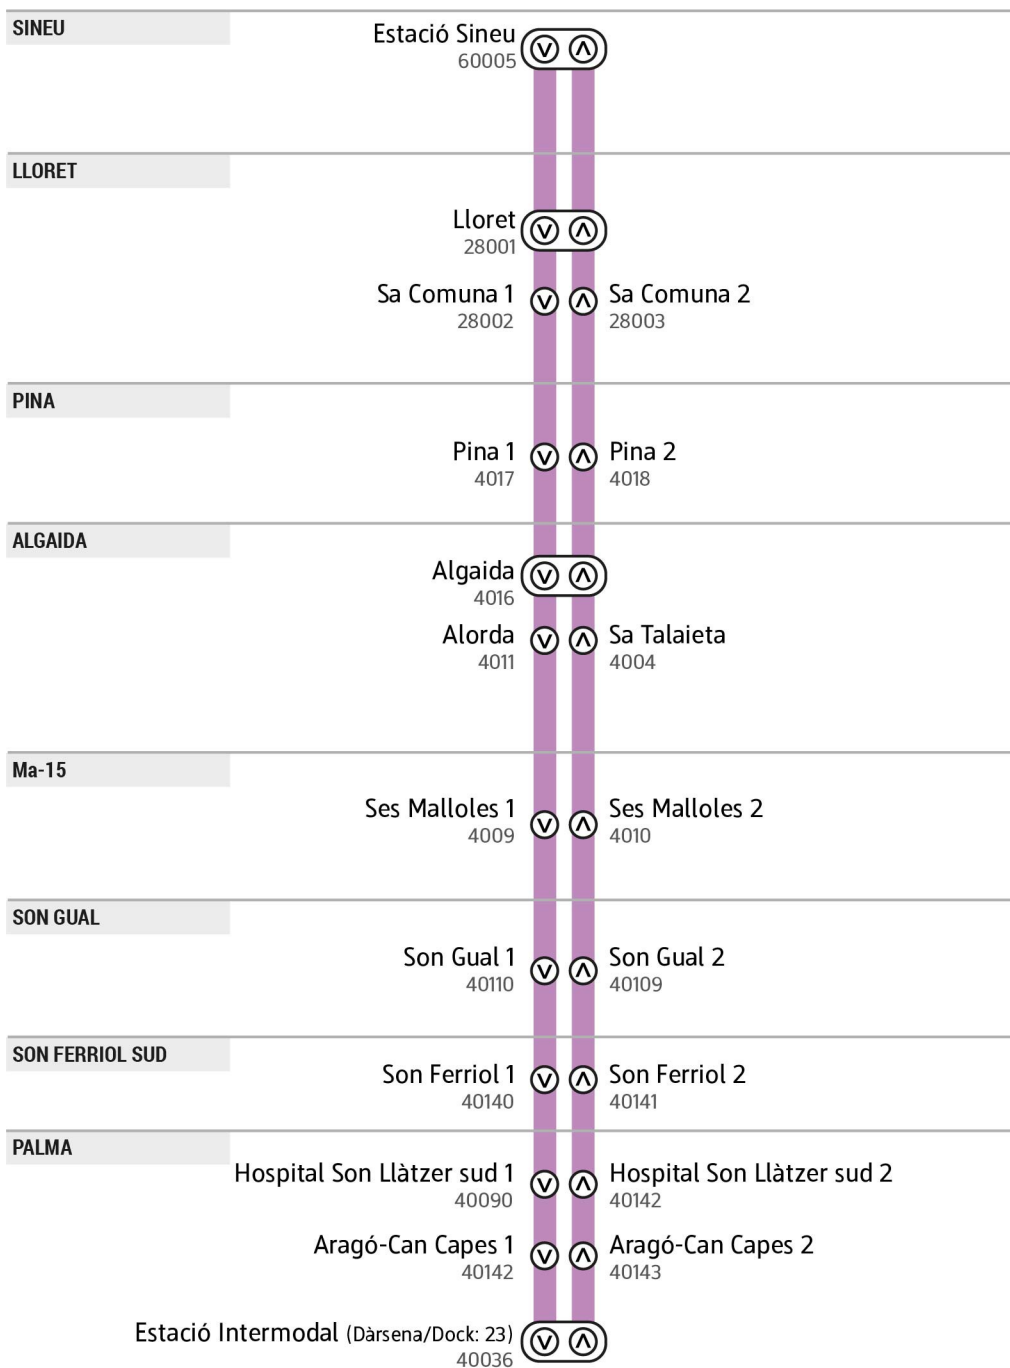 SINEU
Estació Sineu
60005
LLORET
Lloret
28001
Sa Comuna 1
28002
Sa Comuna 2
28003
PINA
Pina 1
4017
Pina 2
4018
ALGAIDA
Algaida
4016
Alorda
4011
Sa Talaieta
4004
Ma-15
Ses Malloles 1
4009
Ses Malloles 2
4010
SON GUAL
Son Gual 1
40110
Son Gual 2
40109
SON FERRIOL SUD
Son Ferriol 1
40140
Son Ferriol 2
40141
PALMA
Hospital Son Llàtzer sud 1
40090
Hospital Son Llàtzer sud 2
40142
Aragó-Can Capes 1
40142
Aragó-Can Capes 2
40143
Estació Intermodal (Dàrsena/Dock: 23)
40036